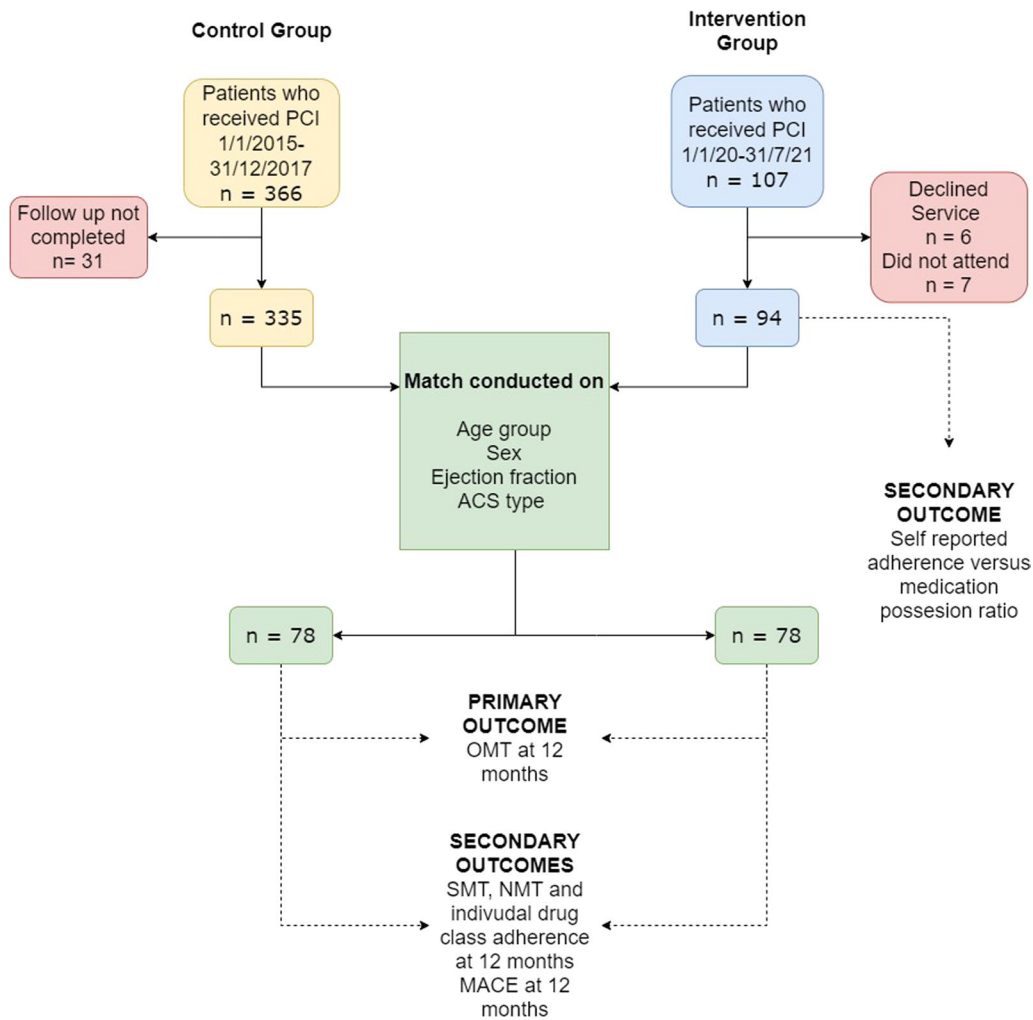 Control Group
Intervention
Group
Patients who
received PCI
1/1/2015-
31/12/2017
n = 366
Patients who
received PCI
1/1/20-31/7/21
n = 107
Follow up not
completed
n= 31
Declined
Service
n = 6
Did not attend
n = 7
n = 335
n = 94
Match conducted on
Age group
Sex
Ejection fraction
ACS type
SECONDARY
OUTCOME
Self reported
adherence versus
medication
possesion ratio
n = 78
n = 78
PRIMARY
OUTCOME
OMT at 12
months
SECONDARY
OUTCOMES
SMT, NMT and
indivudal drug
class adherence
at 12 months
MACE at 12
months